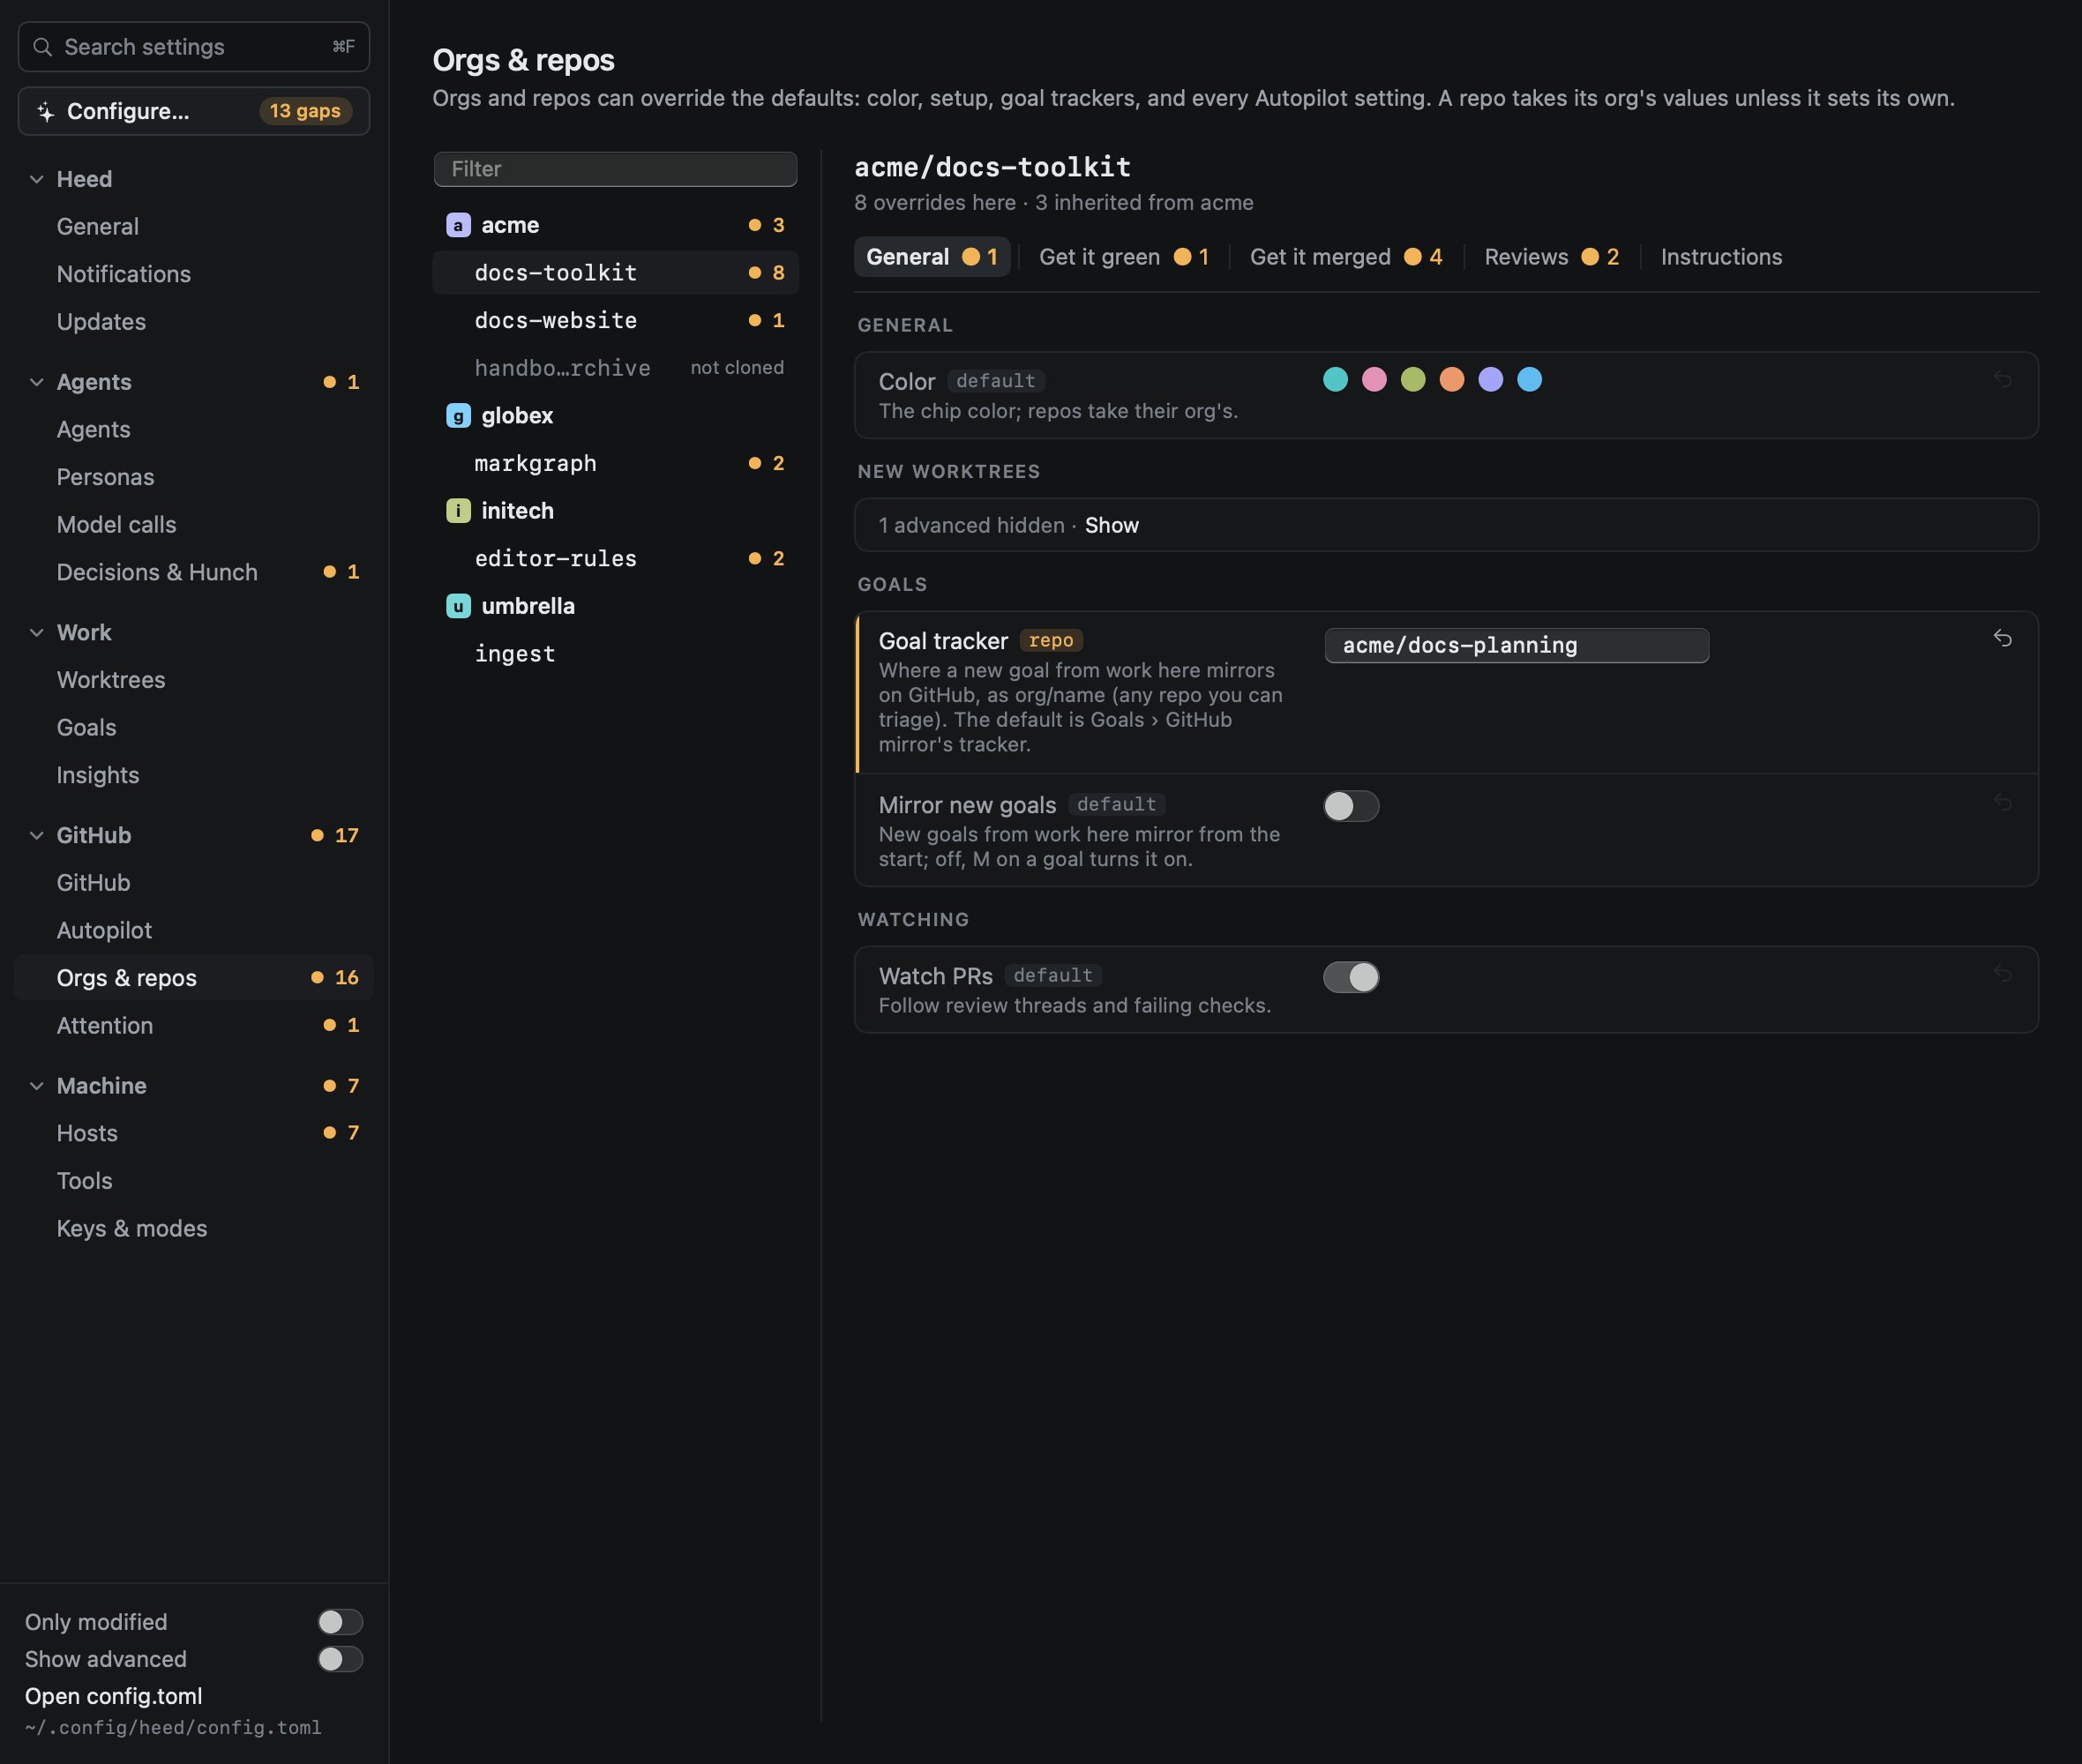 Search settings ⌘F
Configure... 13 gaps
Heed
General
Notifications
Updates
Agents 1
Agents
Personas
Model calls
Decisions & Hunch 1
Work
Worktrees
Goals
Insights
GitHub 17
GitHub
Autopilot
Orgs & repos 16
Attention 1
Machine 7
Hosts 7
Tools
Keys & modes
Only modified
Show advanced
Open config.toml
~/.config/heed/config.toml
Orgs & repos
Orgs and repos can override the defaults: color, setup, goal trackers, and every Autopilot setting. A repo takes its org's values unless it sets its own.
Filter
a acme 3
docs-toolkit 8
docs-website 1
handbo…rchive not cloned
g globex
markgraph 2
i initech
editor-rules 2
u umbrella
ingest
acme/docs-toolkit
8 overrides here · 3 inherited from acme
General 1 Get it green 1 Get it merged 4 Reviews 2 Instructions
GENERAL
Color default
The chip color; repos take their org's.
NEW WORKTREES
1 advanced hidden · Show
GOALS
Goal tracker repo acme/docs-planning
Where a new goal from work here mirrors
on GitHub, as org/name (any repo you can
triage). The default is Goals › GitHub
mirror's tracker.
Mirror new goals default
New goals from work here mirror from the
start; off, M on a goal turns it on.
WATCHING
Watch PRs default
Follow review threads and failing checks.